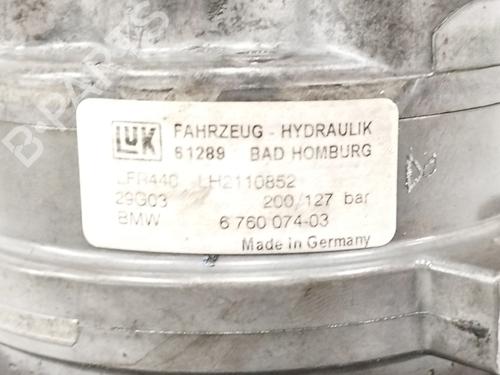 LUK FAHRZEUG - HYDRAULIK
61289 BAD HOMBURG
LFR440 LH2110852
29G03 200/127 bar
BMW 6 760 074-03
Made in Germany
B-PARTS